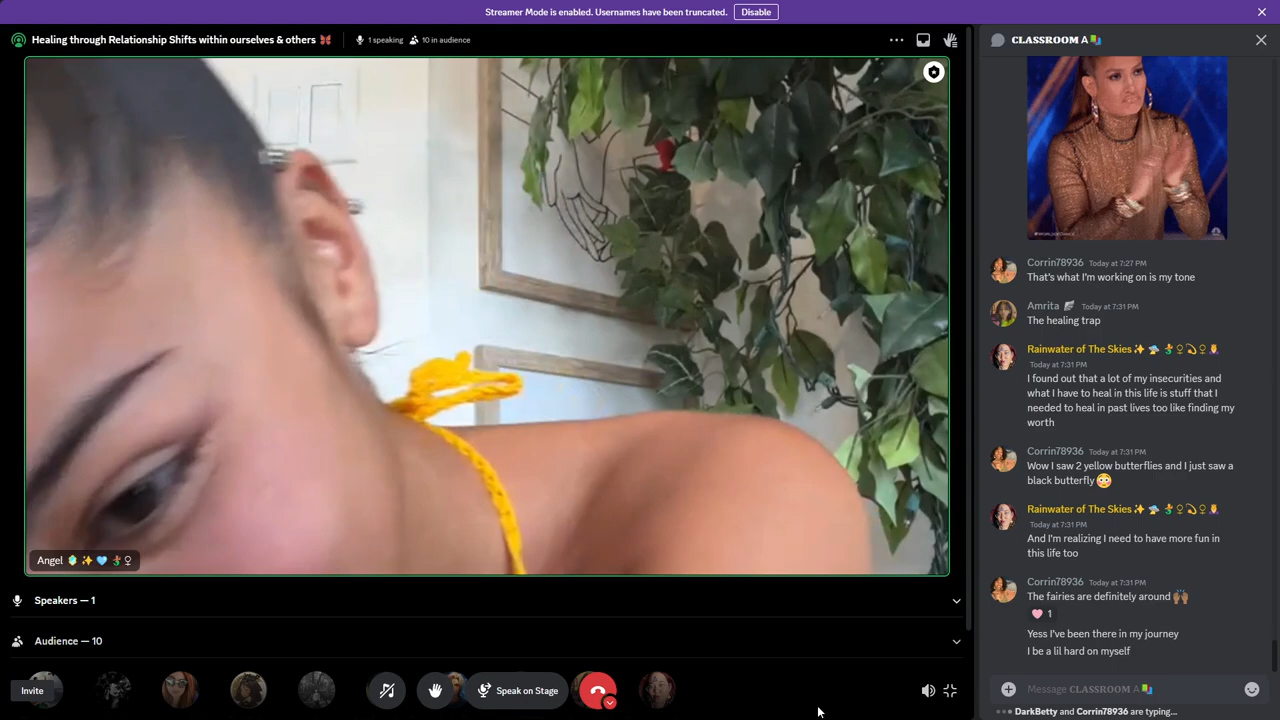 Streamer Mode is enabled. Usernames have been truncated. Disable
Healing through Relationship Shifts within ourselves & others 🦋
1 speaking
10 in audience
Angel
Speakers — 1
Audience — 10
Invite
Speak on Stage
CLASSROOM A
Corrin78936 Today at 7:27 PM
That's what I'm working on is my tone
Amrita Today at 7:31 PM
The healing trap
Rainwater of The Skies
Today at 7:31 PM
I found out that a lot of my insecurities and
what I have to heal in this life is stuff that I
needed to heal in past lives too like finding my
worth
Corrin78936 Today at 7:31 PM
Wow I saw 2 yellow butterflies and I just saw a
black butterfly😳
Rainwater of The Skies
Today at 7:31 PM
And I'm realizing I need to have more fun in
this life too
Corrin78936 Today at 7:31 PM
The fairies are definitely around 🙌🏽
1
Yess I've been there in my journey
I be a lil hard on myself
Message CLASSROOM A
DarkBetty and Corrin78936 are typing...